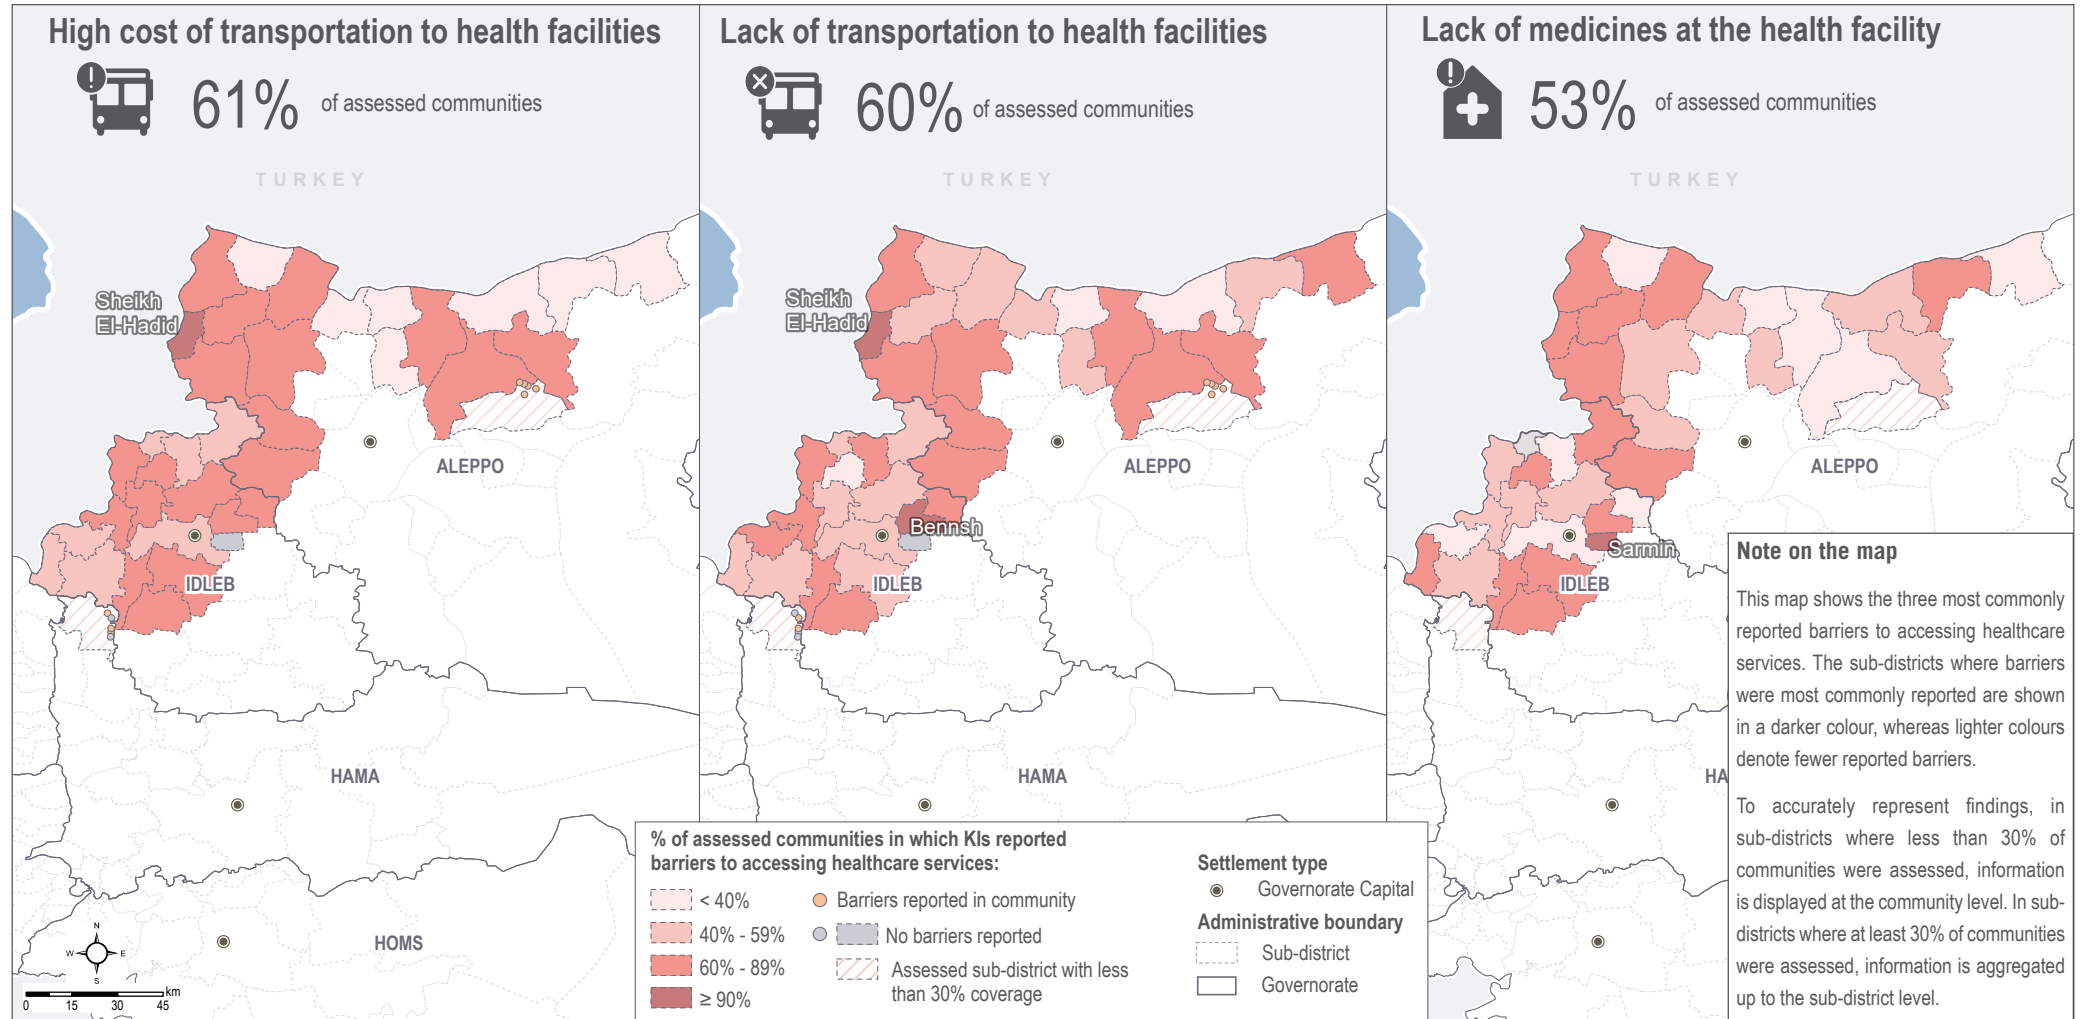 High cost of transportation to health facilities
61% of assessed communities
TURKEY
Sheikh
El-Hadid
ALEPPO
IDLEB
HAMA
HOMS
N
W E
S
km
0 15 30 45
Lack of transportation to health facilities
60% of assessed communities
TURKEY
Sheikh
El-Hadid
ALEPPO
Bennsh
IDLEB
HAMA
Lack of medicines at the health facility
53% of assessed communities
TURKEY
ALEPPO
Sarmin
IDLEB
HA
% of assessed communities in which KIs reported
barriers to accessing healthcare services:
< 40%
40% - 59%
60% - 89%
≥ 90%
Barriers reported in community
No barriers reported
Assessed sub-district with less
than 30% coverage
Settlement type
Governorate Capital
Administrative boundary
Sub-district
Governorate
Note on the map
This map shows the three most commonly
reported barriers to accessing healthcare
services. The sub-districts where barriers
were most commonly reported are shown
in a darker colour, whereas lighter colours
denote fewer reported barriers.
To accurately represent findings, in
sub-districts where less than 30% of
communities were assessed, information
is displayed at the community level. In sub-
districts where at least 30% of communities
were assessed, information is aggregated
up to the sub-district level.